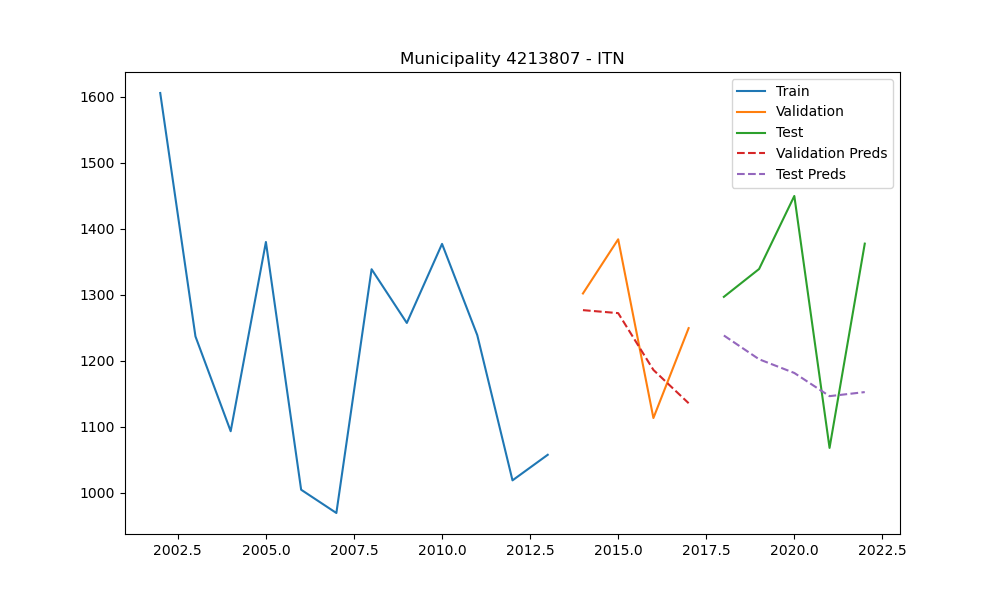 Municipality 4213807 - ITN
1600
1500
1400
1300
1200
1100
1000
Train
Validation
Test
Validation Preds
Test Preds
2002.5 2005.0 2007.5 2010.0 2012.5 2015.0 2017.5 2020.0 2022.5